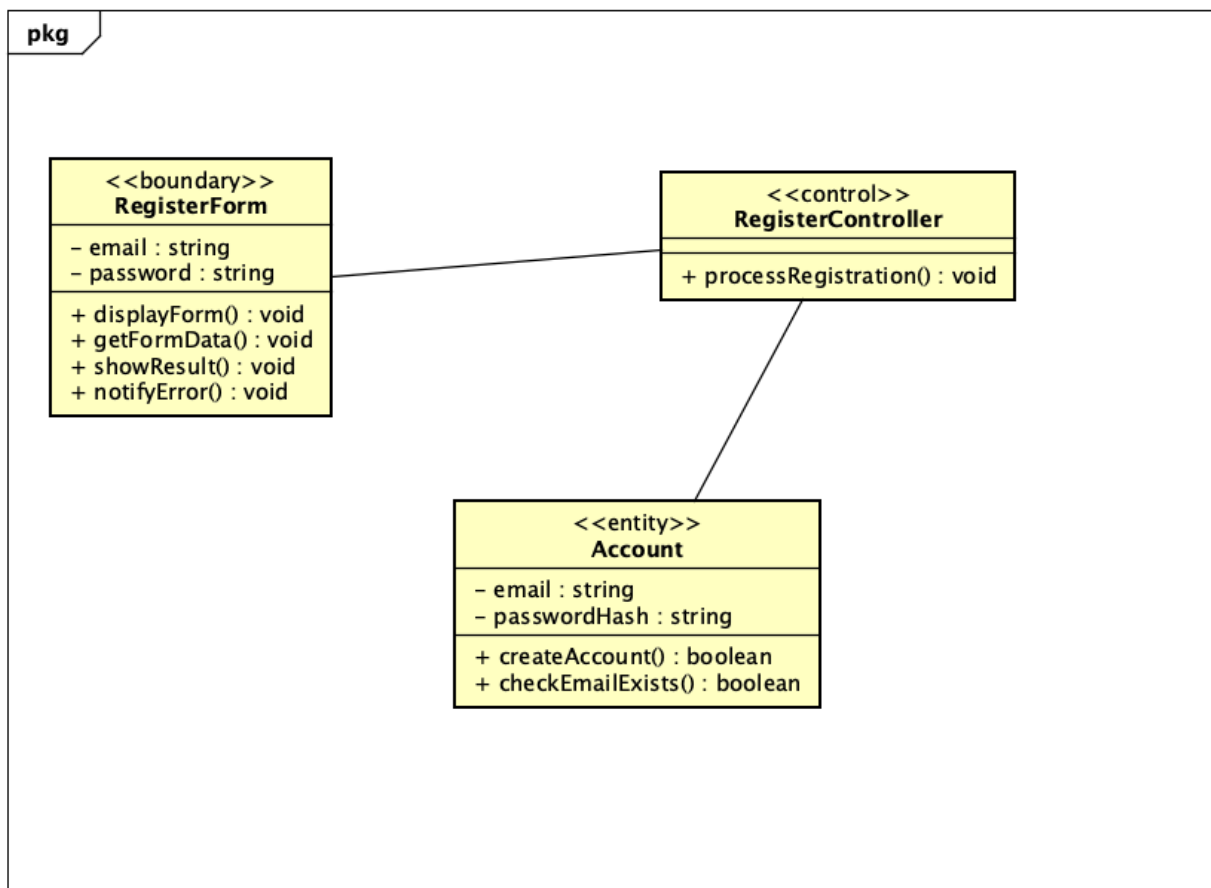 pkg
<<boundary>>
RegisterForm
– email : string
– password : string
+ displayForm() : void
+ getFormData() : void
+ showResult() : void
+ notifyError() : void
<<control>>
RegisterController
+ processRegistration() : void
<<entity>>
Account
– email : string
– passwordHash : string
+ createAccount() : boolean
+ checkEmailExists() : boolean